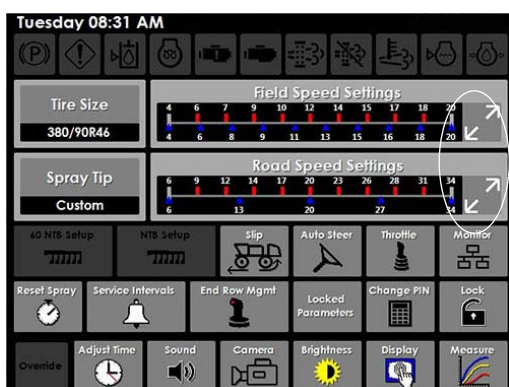 Tuesday 08:31 AM
(P)
Field Speed Settings
4 6 7 9 10 12 14 15 17 18 20
Tire Size
380/90R46
4 6 8 9 11 13 15 16 18 20
Road Speed Settings
6 9 12 14 17 20 23 26 28 31 34
Spray Tip
Custom
6 13 20 27 34
60 NTB Setup NTB Setup Slip Auto Steer Throttle Monitor
Reset Spray Service Intervals End Row Mgmt Locked Parameters Change PIN Lock
Override Adjust Time Sound Camera Brightness Display Measure